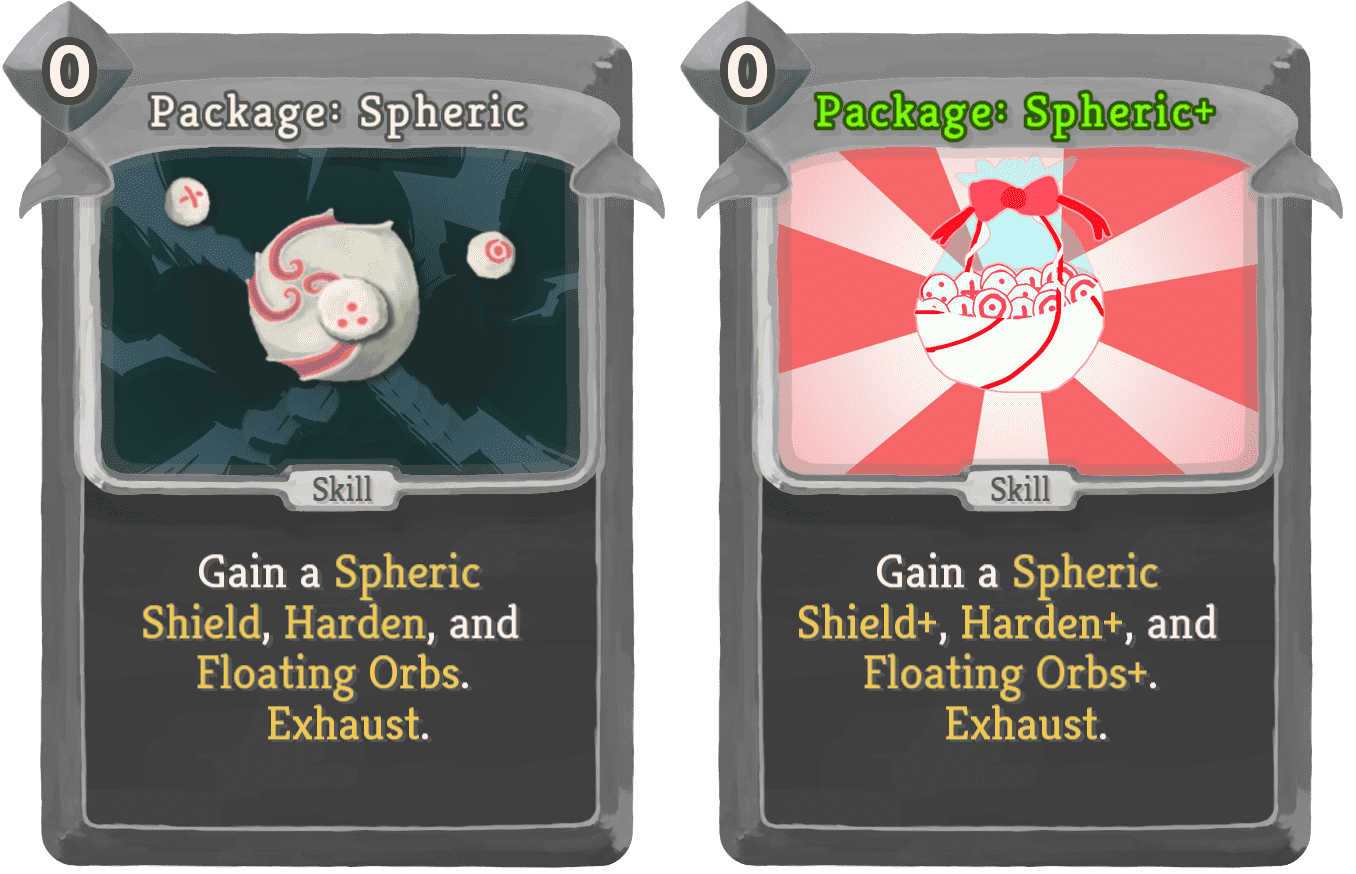 0
Package: Spheric
Skill
Gain a Spheric
Shield, Harden, and
Floating Orbs.
Exhaust.
0
Package: Spheric+
Skill
Gain a Spheric
Shield+, Harden+, and
Floating Orbs+.
Exhaust.